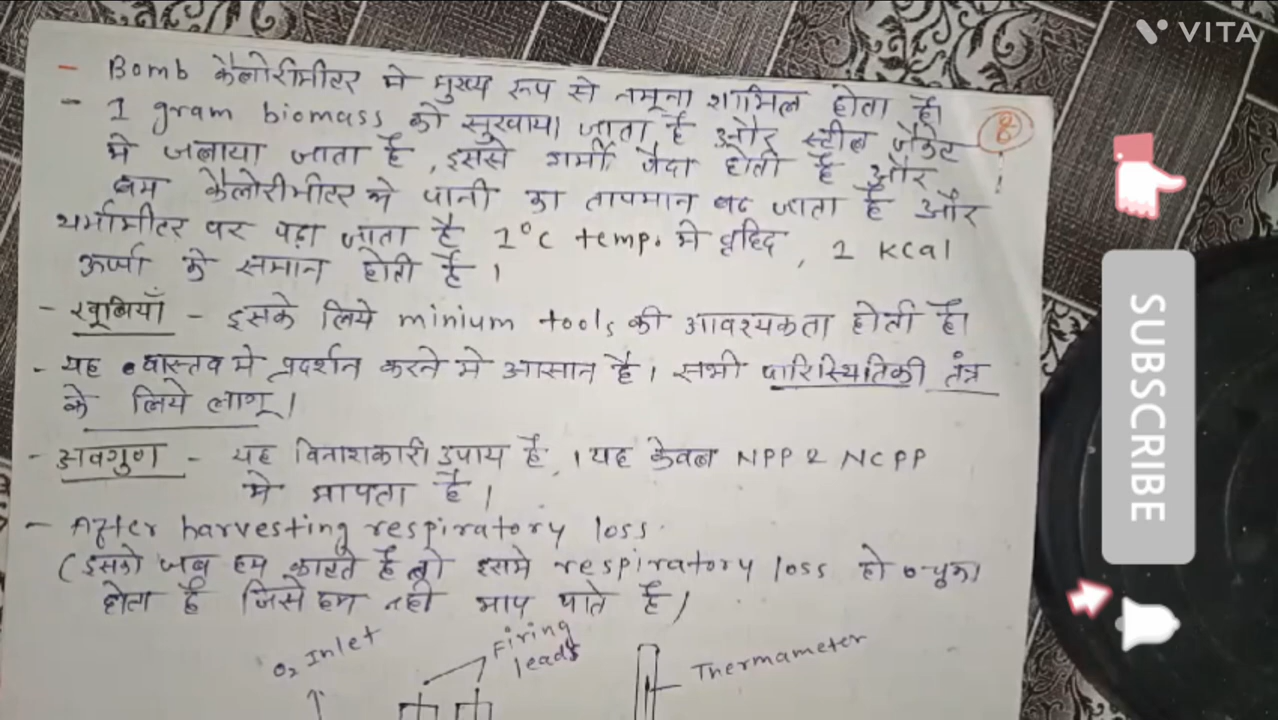 VITA
- Bomb कैलोरीमीटर मे मुख्य रूप से नमूना शामिल होता है।
8
- 1 gram biomass को सुखाया जाता है और स्टील जैकेट
मे जलाया जाता है, इससे गर्मी पैदा होती है और
बम कैलोरीमीटर मे पानी का तापमान बढ जाता है और
थर्मामीटर पर पढा जाता है 1°C temp. मे वृद्धि, 1 Kcal
ऊर्जा के समान होती है।
- खूबियाँ - इसके लिये minium tools की आवश्यकता होती है।
- यह वास्तव मे प्रदर्शन करने मे आसान है। सभी पारिस्थितिकी तंत्र
के लिये लागू।
- अवगुण - यह विनाशकारी उपाय है, । यह केवल NPP & NCPP
मे मापता है।
- After harvesting respiratory loss.
(इसको जब हम काटते है तो इसमे respiratory loss हो चूका
होता है जिसे हम नही माप पाते है)
O2 Inlet
Firing
leads
Thermameter
SUBSCRIBE